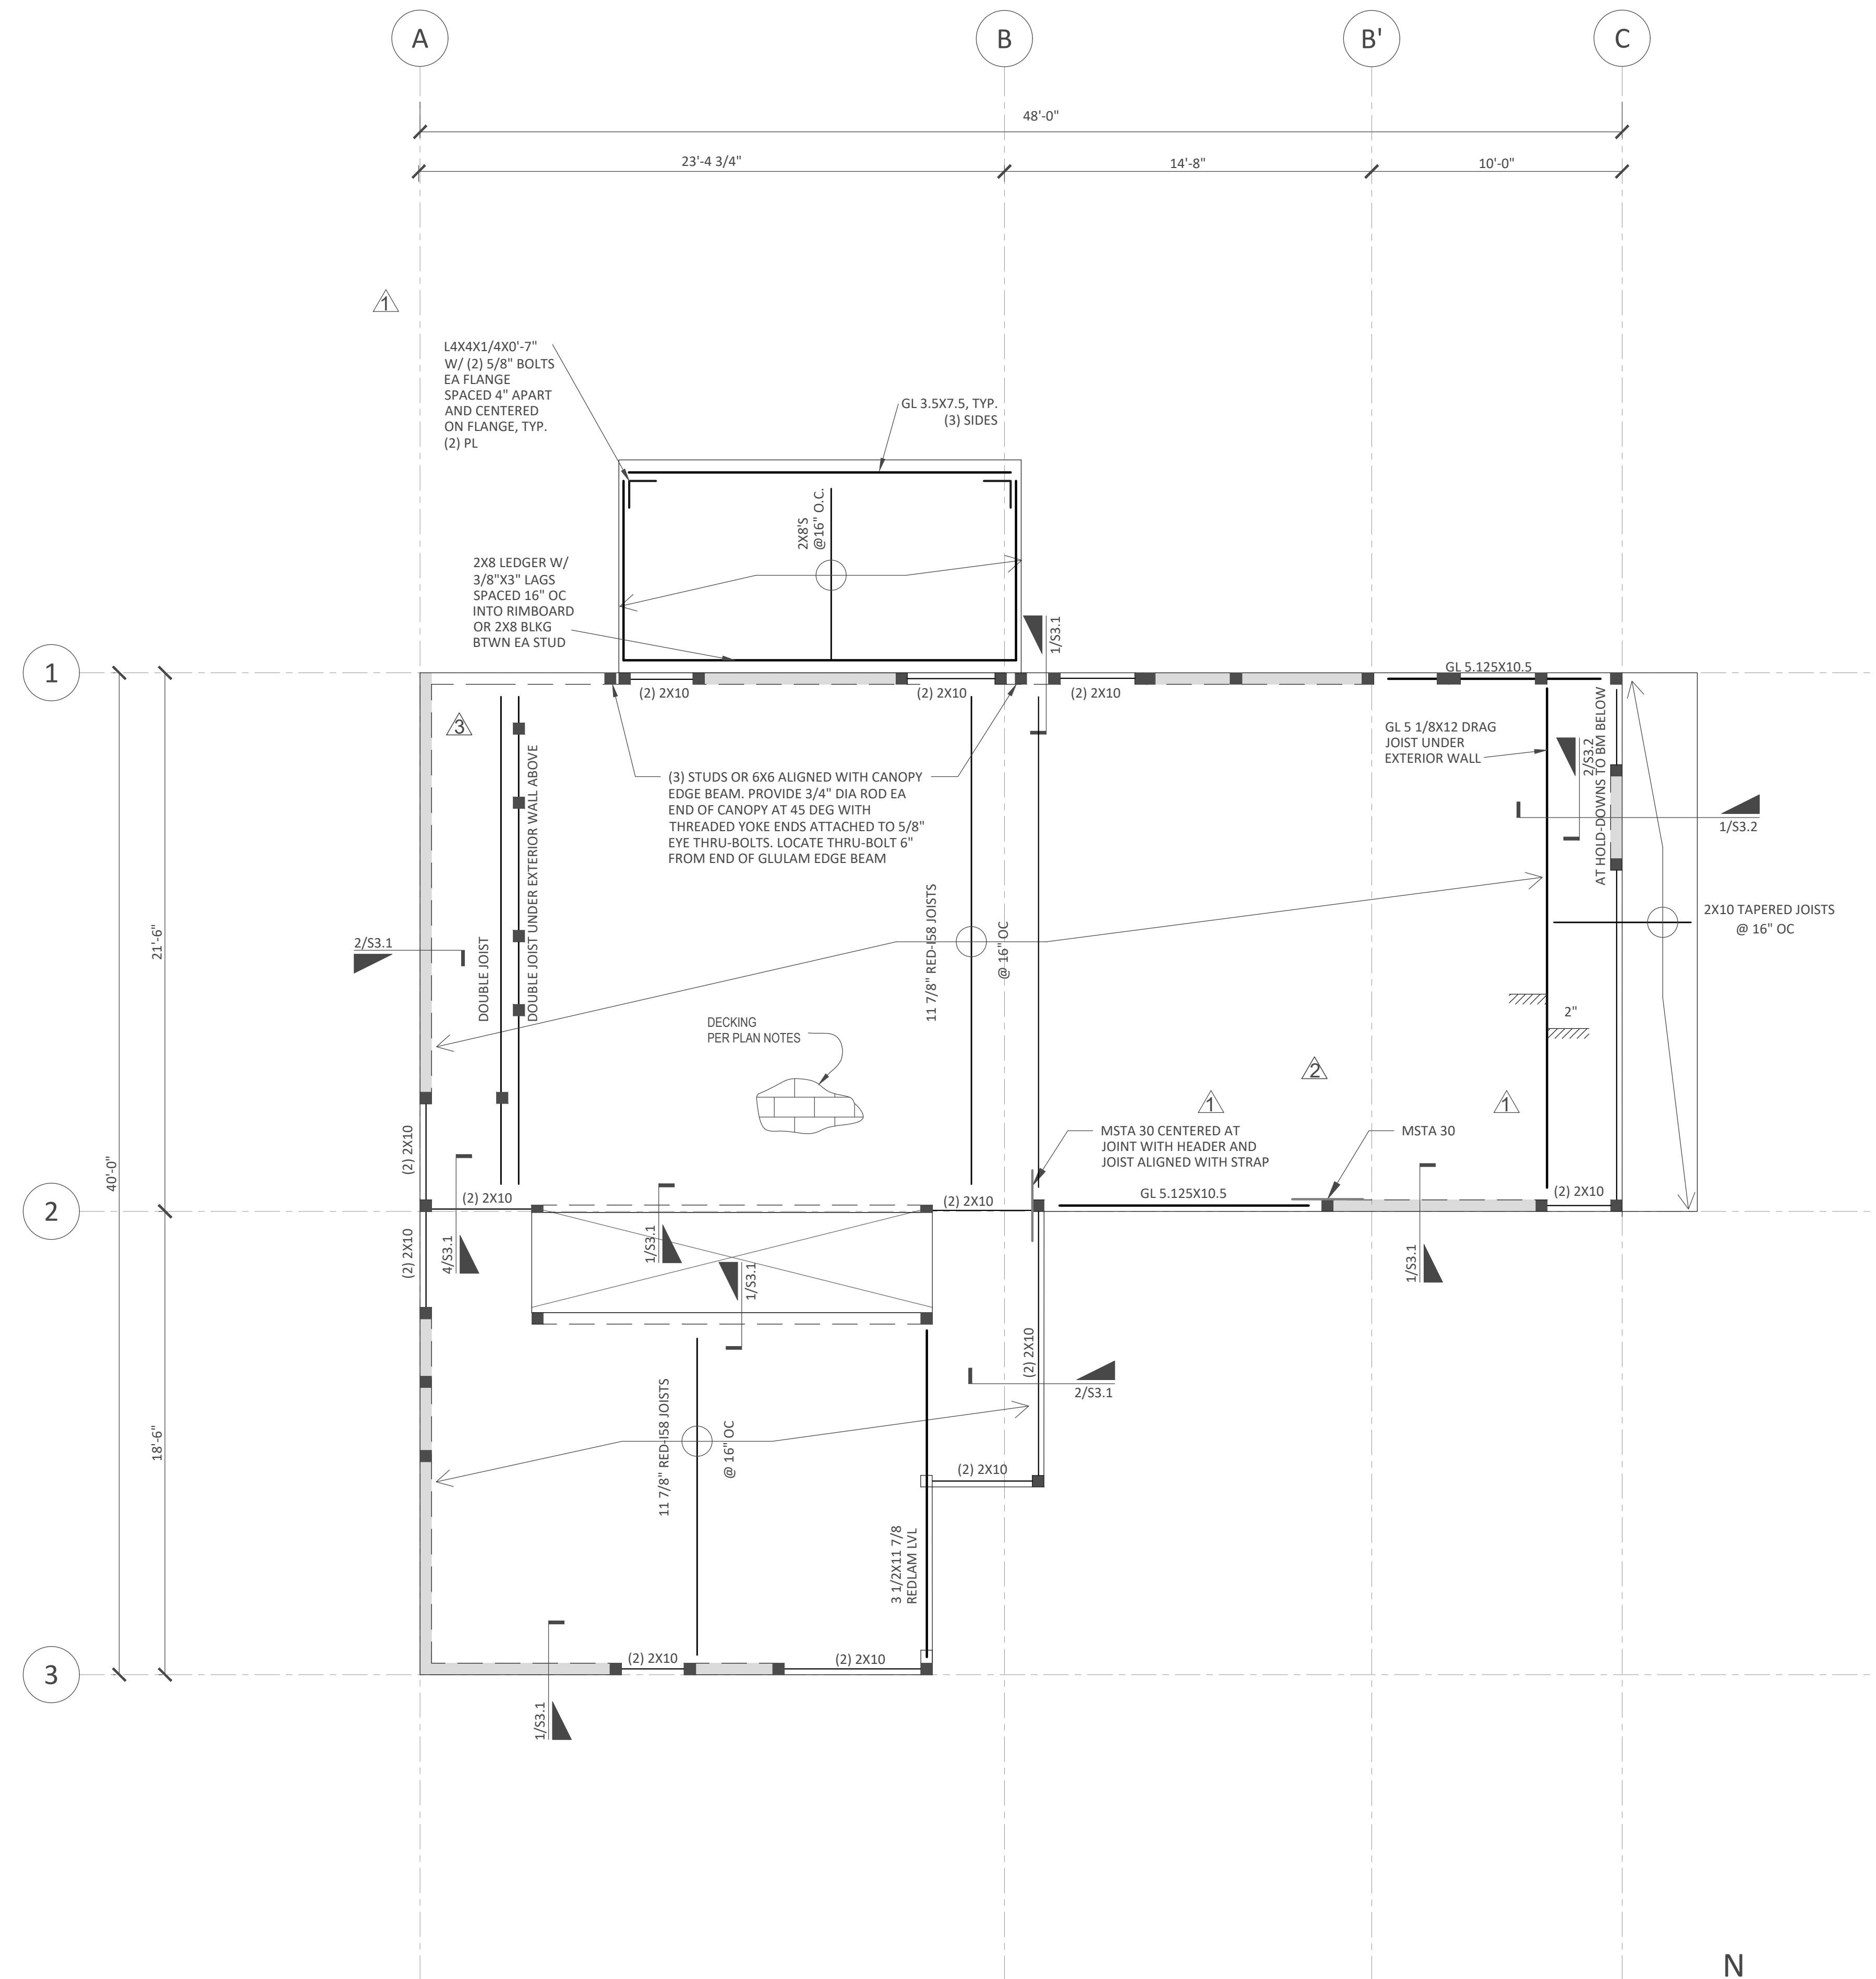 A
B
B'
C
48'-0"
23'-4 3/4"
14'-8"
10'-0"
1
L4X4X1/4X0'-7"
W/ (2) 5/8" BOLTS
EA FLANGE
SPACED 4" APART
AND CENTERED
ON FLANGE, TYP.
(2) PL
GL 3.5X7.5, TYP.
(3) SIDES
2X8'S
@16" O.C.
2X8 LEDGER W/
3/8"X3" LAGS
SPACED 16" OC
INTO RIMBOARD
OR 2X8 BLKG
BTWN EA STUD
1/S3.1
1
GL 5.125X10.5
(2) 2X10
(2) 2X10
(2) 2X10
3
GL 5 1/8X12 DRAG
JOIST UNDER
EXTERIOR WALL
2/S3.2
AT HOLD-DOWNS TO BM BELOW
1/S3.2
(3) STUDS OR 6X6 ALIGNED WITH CANOPY
EDGE BEAM. PROVIDE 3/4" DIA ROD EA
END OF CANOPY AT 45 DEG WITH
THREADED YOKE ENDS ATTACHED TO 5/8"
EYE THRU-BOLTS. LOCATE THRU-BOLT 6"
FROM END OF GLULAM EDGE BEAM
DOUBLE JOIST
DOUBLE JOIST UNDER EXTERIOR WALL ABOVE
11 7/8" RED-I58 JOISTS
@ 16" OC
2X10 TAPERED JOISTS
@ 16" OC
21'-6"
2/S3.1
2"
DECKING
PER PLAN NOTES
2
1
1
MSTA 30 CENTERED AT
JOINT WITH HEADER AND
JOIST ALIGNED WITH STRAP
MSTA 30
40'-0"
(2) 2X10
(2) 2X10
(2) 2X10
GL 5.125X10.5
(2) 2X10
2
(2) 2X10
4/S3.1
1/S3.1
1/S3.1
1/S3.1
(2) 2X10
2/S3.1
18'-6"
11 7/8" RED-I58 JOISTS
@ 16" OC
(2) 2X10
3 1/2X11 7/8
REDLAM LVL
(2) 2X10
(2) 2X10
3
1/S3.1
N